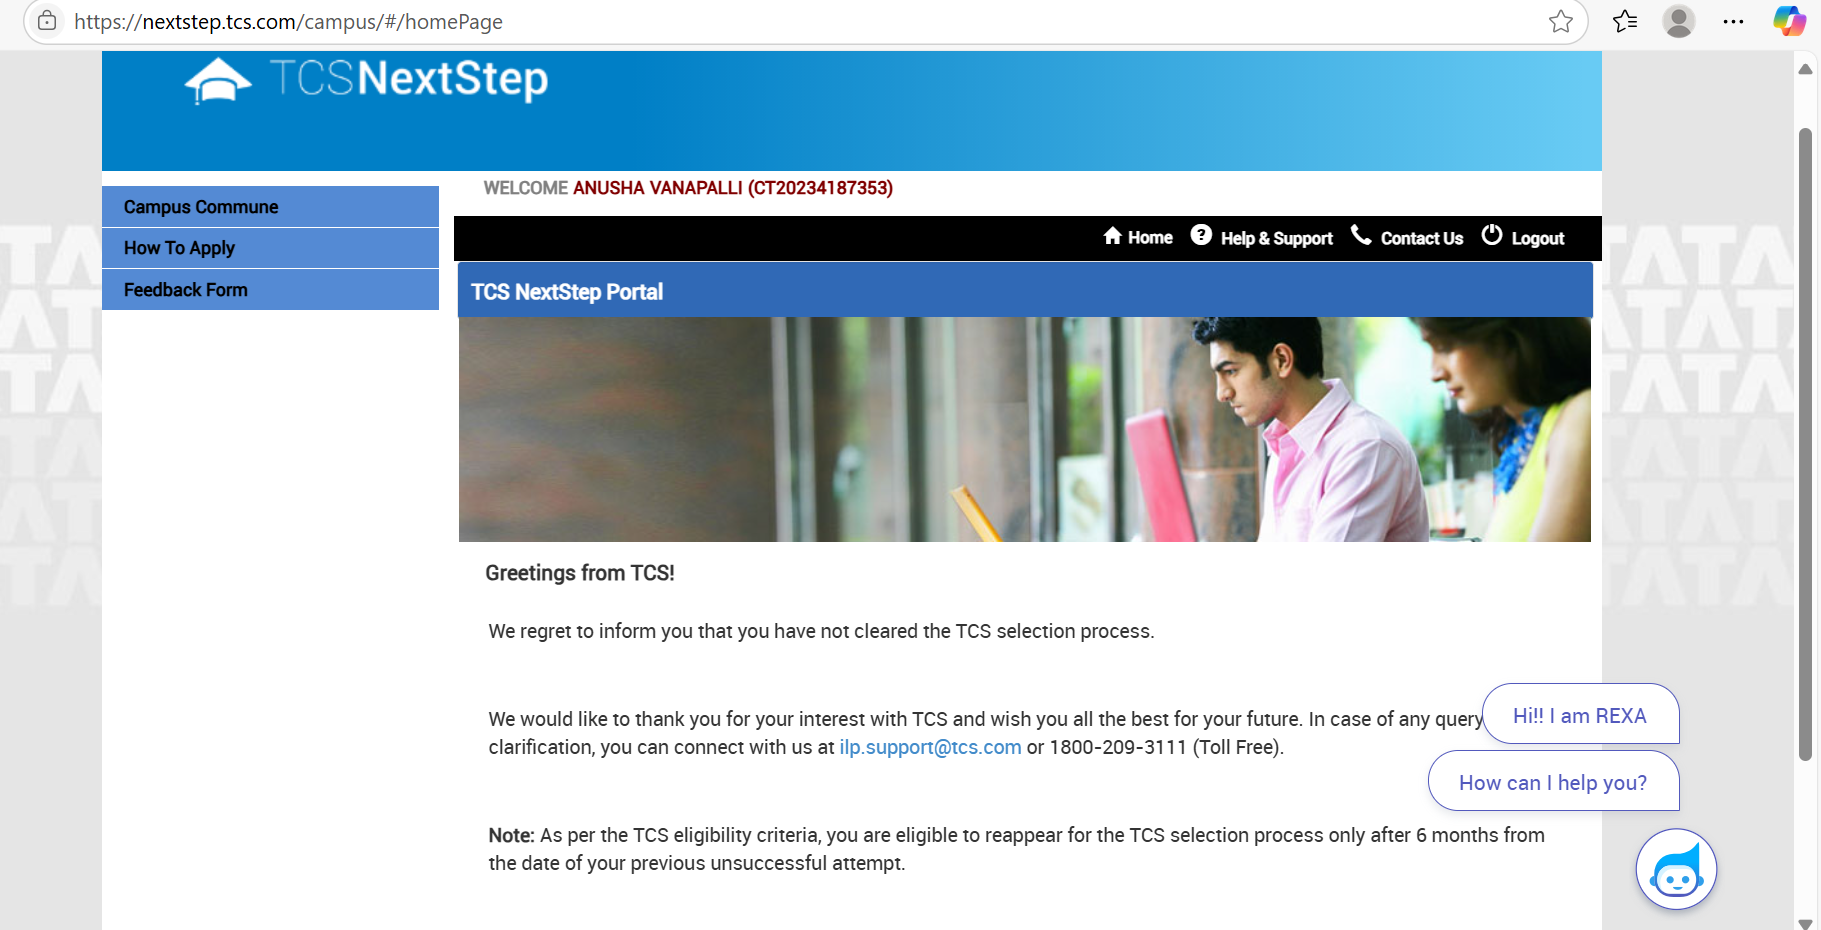 https://nextstep.tcs.com/campus/#/homePage
TCSNextStep
WELCOME ANUSHA VANAPALLI (CT20234187353)
Campus Commune
How To Apply
Feedback Form
Home Help & Support Contact Us Logout
TCS NextStep Portal
Greetings from TCS!
We regret to inform you that you have not cleared the TCS selection process.
We would like to thank you for your interest with TCS and wish you all the best for your future. In case of any query
clarification, you can connect with us at ilp.support@tcs.com or 1800-209-3111 (Toll Free).
Hi!! I am REXA
How can I help you?
Note: As per the TCS eligibility criteria, you are eligible to reappear for the TCS selection process only after 6 months from
the date of your previous unsuccessful attempt.